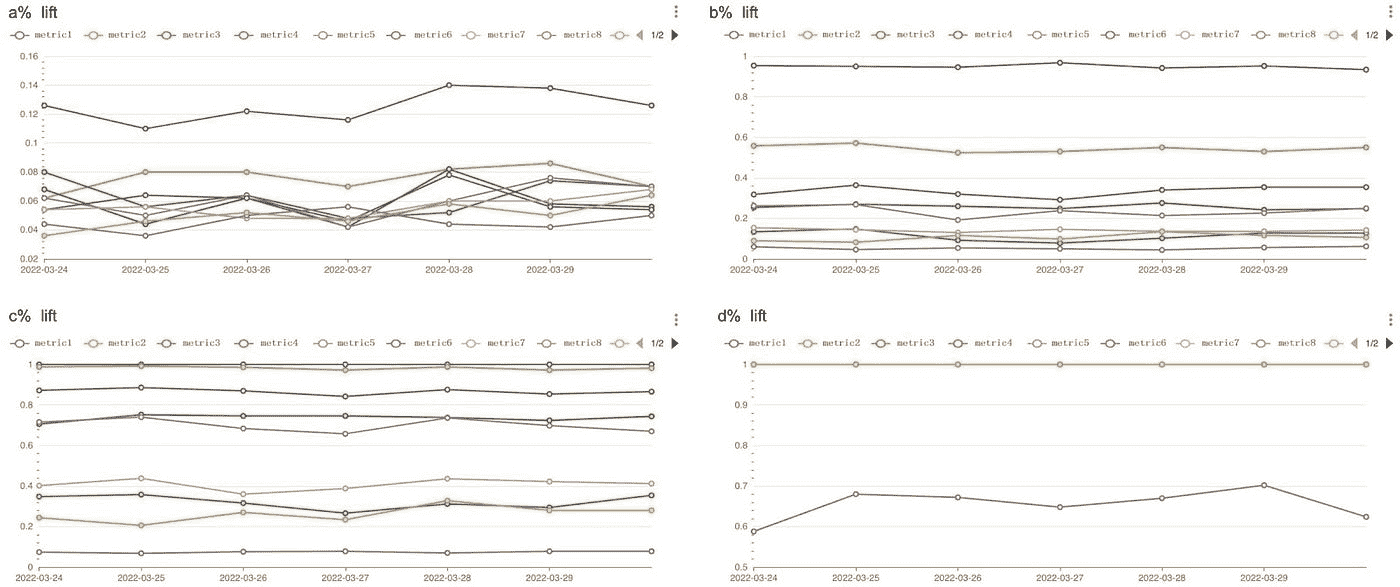 a% lift
metric1 metric2 metric3 metric4 metric5 metric6 metric7 metric8 1/2
0.16
0.14
0.12
0.1
0.08
0.06
0.04
0.02
2022-03-24 2022-03-25 2022-03-26 2022-03-27 2022-03-28 2022-03-29
b% lift
metric1 metric2 metric3 metric4 metric5 metric6 metric7 metric8 1/2
1
0.8
0.6
0.4
0.2
0
2022-03-24 2022-03-25 2022-03-26 2022-03-27 2022-03-28 2022-03-29
c% lift
metric1 metric2 metric3 metric4 metric5 metric6 metric7 metric8 1/2
1
0.8
0.6
0.4
0.2
0
2022-03-24 2022-03-25 2022-03-26 2022-03-27 2022-03-28 2022-03-29
d% lift
metric1 metric2 metric3 metric4 metric5 metric6 metric7 metric8 1/2
1
0.9
0.8
0.7
0.6
0.5
2022-03-24 2022-03-25 2022-03-26 2022-03-27 2022-03-28 2022-03-29